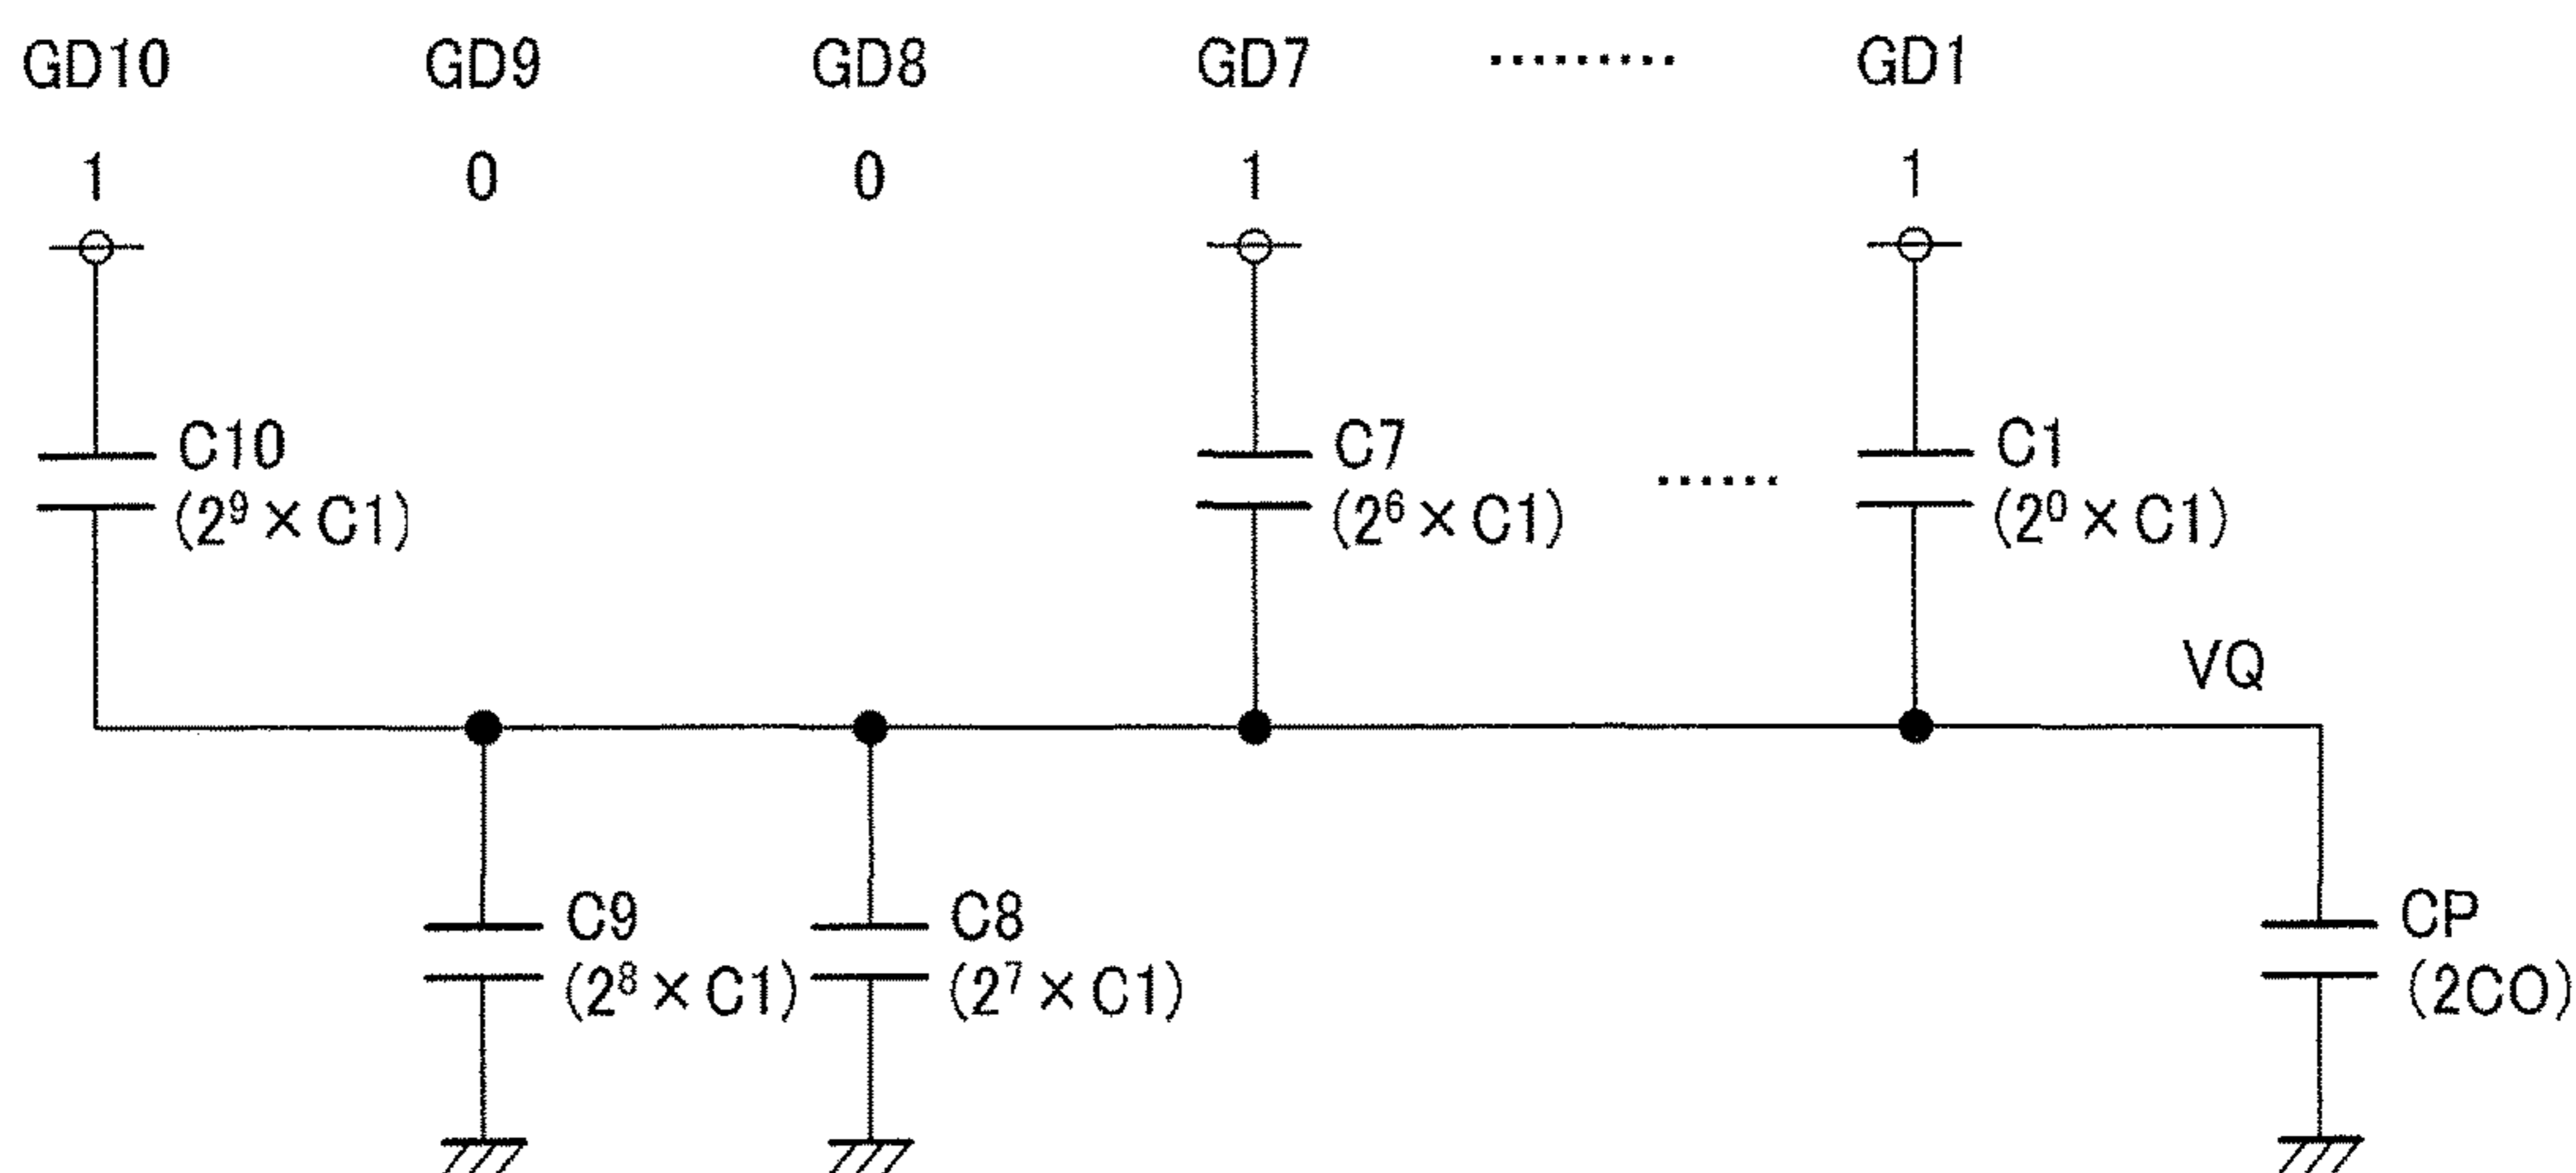 GD10 GD9 GD8 GD7 ········ GD1
1 0 0 1 1
C10 C7 ······ C1
(2⁹×C1) (2⁶×C1) (2⁰×C1)
VQ
C9 C8 CP
(2⁸×C1) (2⁷×C1) (2CO)